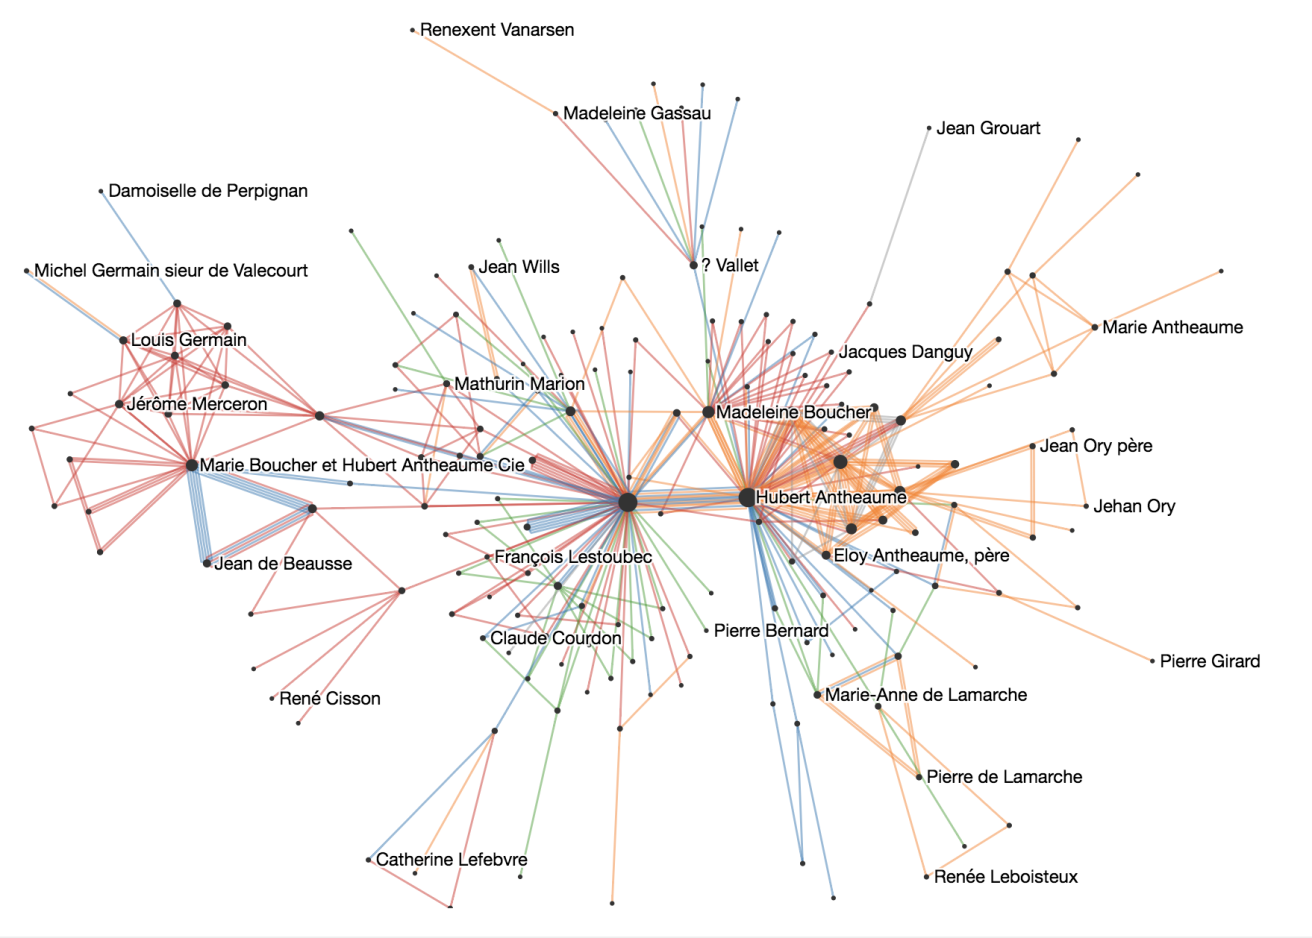 Renexent Vanarsen
Madeleine Gassau
Jean Grouart
Damoiselle de Perpignan
? Vallet
Jean Wills
Michel Germain sieur de Valecourt
Marie Antheaume
Louis Germain
Jacques Danguy
Mathurin Marion
Jérôme Merceron
Madeleine Boucher
Jean Ory père
Marie Boucher et Hubert Antheaume Cie
Hubert Antheaume
Jehan Ory
François Lestoubec
Eloy Antheaume, père
Jean de Beausse
Pierre Bernard
Claude Courdon
Pierre Girard
Marie-Anne de Lamarche
René Cisson
Pierre de Lamarche
Catherine Lefebvre
Renée Leboisteux